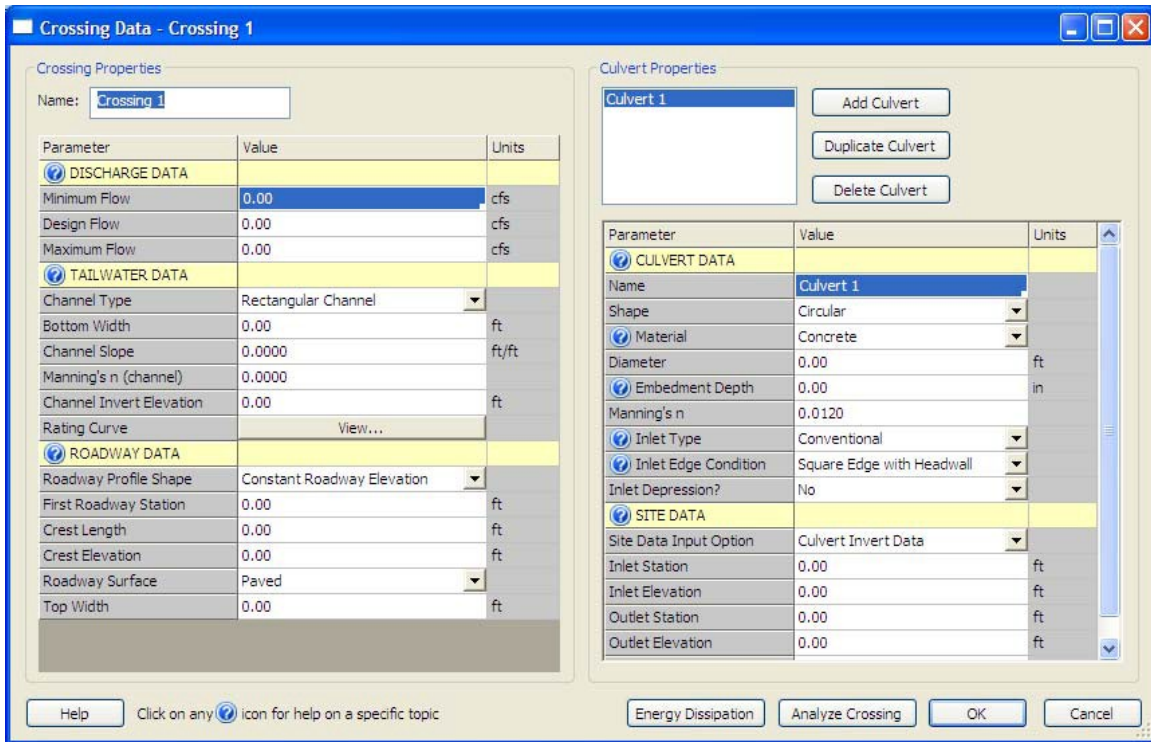 Crossing Data - Crossing 1
Crossing Properties
Name: Crossing 1
Parameter Value Units
DISCHARGE DATA
Minimum Flow 0.00 cfs
Design Flow 0.00 cfs
Maximum Flow 0.00 cfs
TAILWATER DATA
Channel Type Rectangular Channel
Bottom Width 0.00 ft
Channel Slope 0.0000 ft/ft
Manning's n (channel) 0.0000
Channel Invert Elevation 0.00 ft
Rating Curve View...
ROADWAY DATA
Roadway Profile Shape Constant Roadway Elevation
First Roadway Station 0.00 ft
Crest Length 0.00 ft
Crest Elevation 0.00 ft
Roadway Surface Paved
Top Width 0.00 ft
Culvert Properties
Culvert 1
Add Culvert
Duplicate Culvert
Delete Culvert
Parameter Value Units
CULVERT DATA
Name Culvert 1
Shape Circular
Material Concrete
Diameter 0.00 ft
Embedment Depth 0.00 in
Manning's n 0.0120
Inlet Type Conventional
Inlet Edge Condition Square Edge with Headwall
Inlet Depression? No
SITE DATA
Site Data Input Option Culvert Invert Data
Inlet Station 0.00 ft
Inlet Elevation 0.00 ft
Outlet Station 0.00 ft
Outlet Elevation 0.00 ft
Help Click on any ? icon for help on a specific topic
Energy Dissipation Analyze Crossing OK Cancel